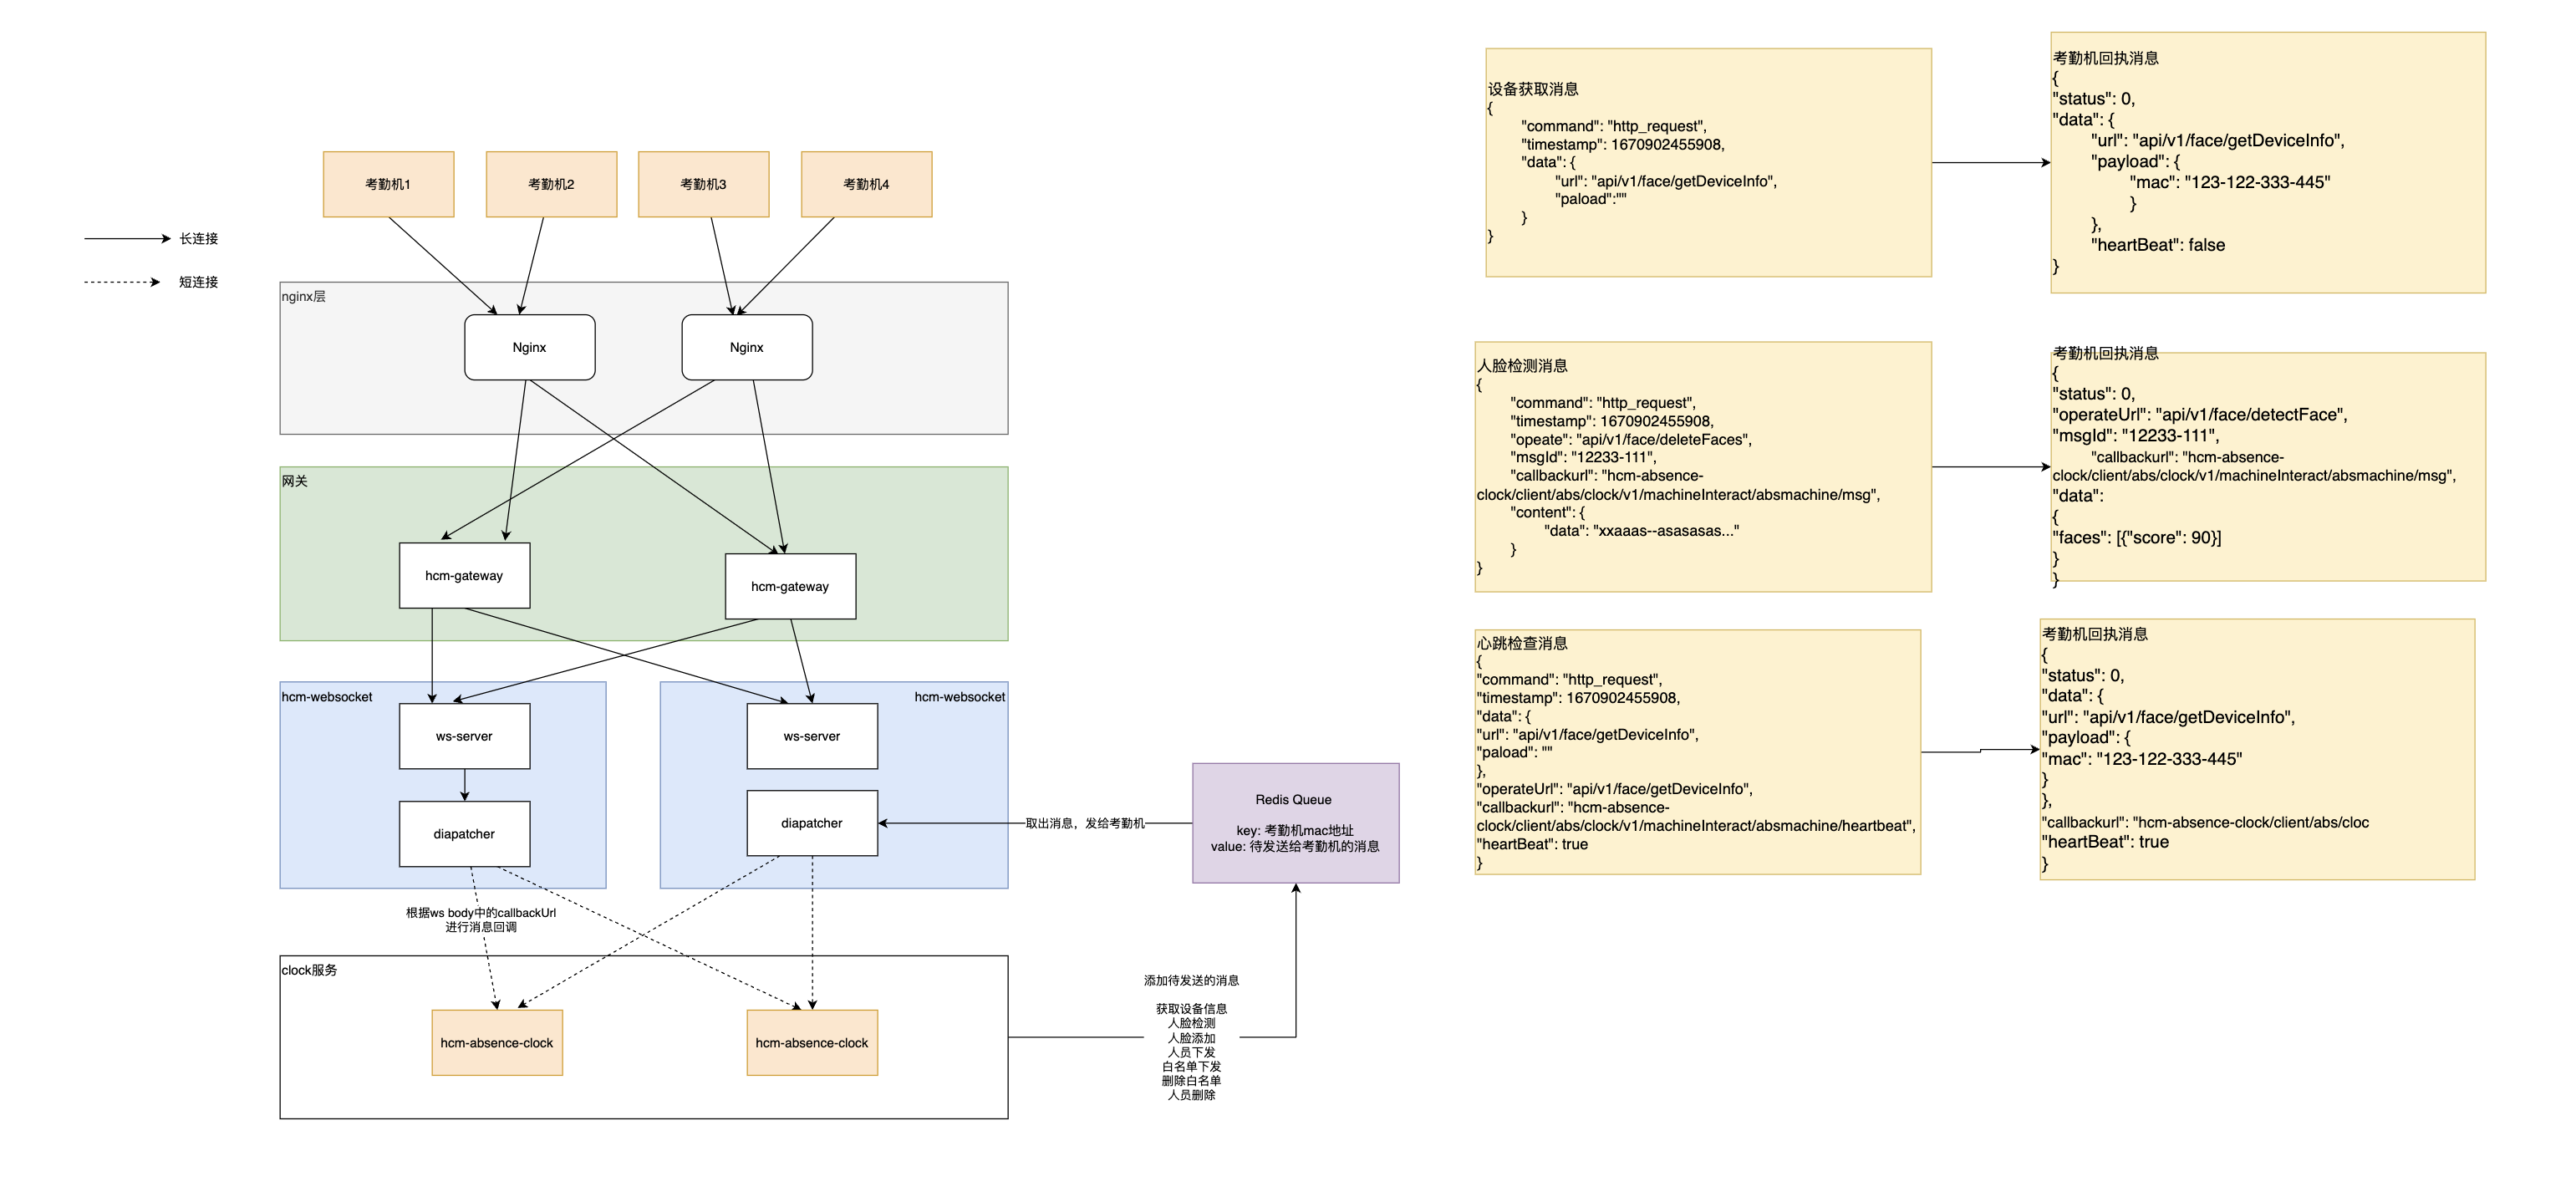 考勤机1
考勤机2
考勤机3
考勤机4
长连接
短连接
nginx层
Nginx
Nginx
网关
hcm-gateway
hcm-gateway
hcm-websocket
hcm-websocket
ws-server
ws-server
diapatcher
diapatcher
取出消息，发给考勤机
Redis Queue
key: 考勤机mac地址
value: 待发送给考勤机的消息
根据ws body中的callbackUrl
进行消息回调
clock服务
hcm-absence-clock
hcm-absence-clock
添加待发送的消息
获取设备信息
人脸检测
人脸添加
人员下发
白名单下发
删除白名单
人员删除
设备获取消息
{
"command": "http_request",
"timestamp": 1670902455908,
"data": {
"url": "api/v1/face/getDeviceInfo",
"paload":""
}
}
考勤机回执消息
{
"status": 0,
"data": {
"url": "api/v1/face/getDeviceInfo",
"payload": {
"mac": "123-122-333-445"
}
},
"heartBeat": false
}
人脸检测消息
{
"command": "http_request",
"timestamp": 1670902455908,
"opeate": "api/v1/face/deleteFaces",
"msgId": "12233-111",
"callbackurl": "hcm-absence-
clock/client/abs/clock/v1/machineInteract/absmachine/msg",
"content": {
"data": "xxaaas--asasasas..."
}
}
考勤机回执消息
{
"status": 0,
"operateUrl": "api/v1/face/detectFace",
"msgId": "12233-111",
"callbackurl": "hcm-absence-
clock/client/abs/clock/v1/machineInteract/absmachine/msg",
"data":
{
"faces": [{"score": 90}]
}
}
心跳检查消息
{
"command": "http_request",
"timestamp": 1670902455908,
"data": {
"url": "api/v1/face/getDeviceInfo",
"paload": ""
},
"operateUrl": "api/v1/face/getDeviceInfo",
"callbackurl": "hcm-absence-
clock/client/abs/clock/v1/machineInteract/absmachine/heartbeat",
"heartBeat": true
}
考勤机回执消息
{
"status": 0,
"data": {
"url": "api/v1/face/getDeviceInfo",
"payload": {
"mac": "123-122-333-445"
}
},
"callbackurl": "hcm-absence-clock/client/abs/cloc
"heartBeat": true
}